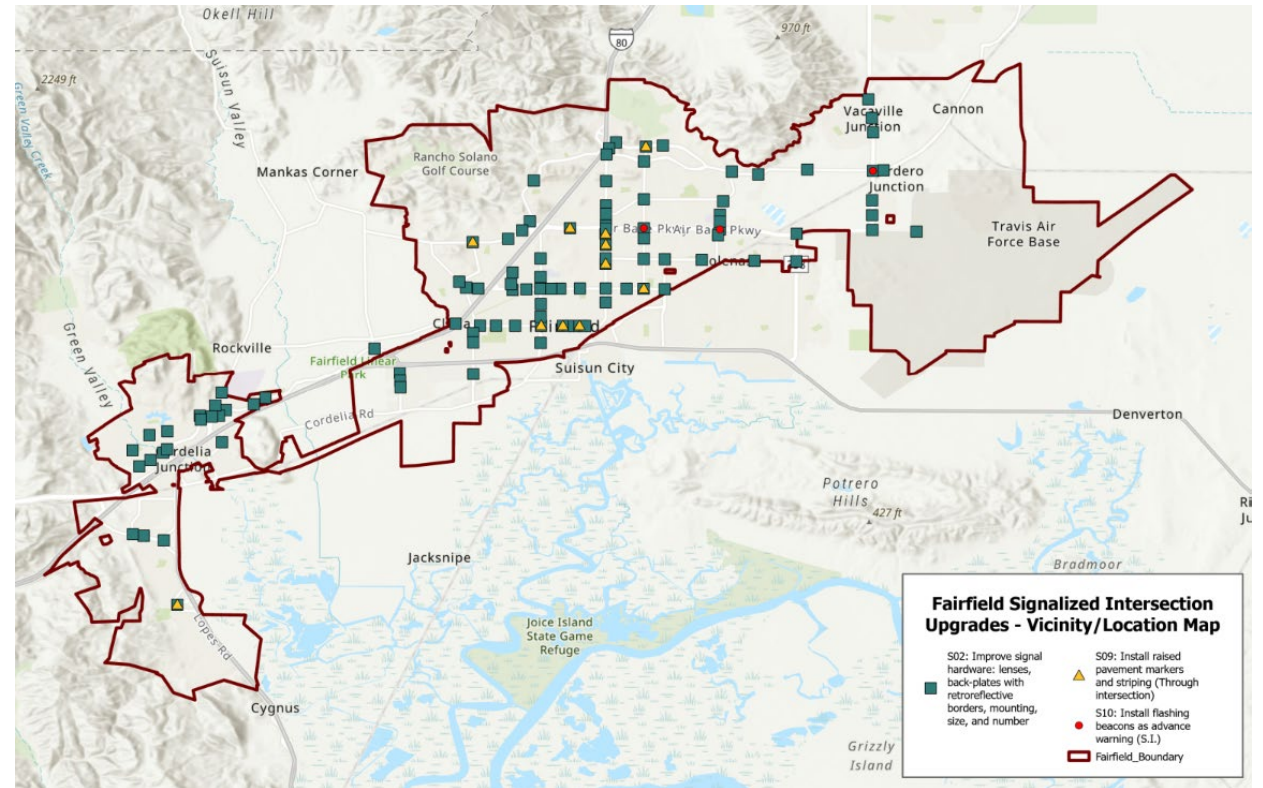 Okell Hill
80
970 ft
2249 ft
Suisun Valley
Green Valley Creek
Vacaville
Junction
Cannon
Rancho Solano
Golf Course
Mankas Corner
rdero
Junction
Travis Air
Force Base
r Base Pkwy
Air Base Pkwy
olena
Green Valley
Rockville
Fairfield Linear
Park
Suisun City
Cordelia Rd
Denverton
rdelia
Junction
Potrero
Hills
427 ft
Jacksnipe
Bradmoor
Joice Island
State Game
Refuge
Lopes Rd
Cygnus
Grizzly
Island
Fairfield Signalized Intersection
Upgrades - Vicinity/Location Map
S02: Improve signal
hardware: lenses,
back-plates with
retroreflective
borders, mounting,
size, and number
S09: Install raised
pavement markers
and striping (Through
intersection)
S10: Install flashing
beacons as advance
warning (S.I.)
Fairfield_Boundary